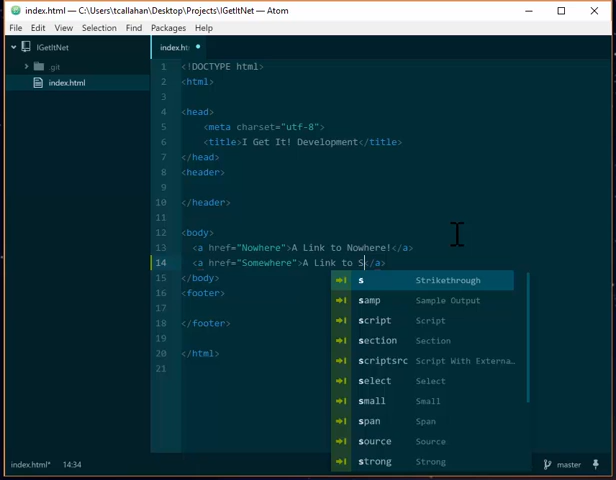 index.html — C:\Users\tcallahan\Desktop\Projects\IGetItNet — Atom
File Edit View Selection Find Packages Help
IGetItNet
.git
index.html
index.ht
1 <!DOCTYPE html>
2 <html>
3
4 <head>
5 <meta charset="utf-8">
6 <title>I Get It! Development</title>
7 </head>
8 <header>
9
10 </header>
11
12 <body>
13 <a href="Nowhere">A Link to Nowhere!</a>
14 <a href="Somewhere">A Link to S</a>
15 </body>
16 <footer>
17
18 </footer>
19
20 </html>
21
s Strikethrough
samp Sample Output
script Script
section Section
scriptsrc Script With Externa...
select Select
small Small
span Span
source Source
strong Strong
index.html* 14:34 master